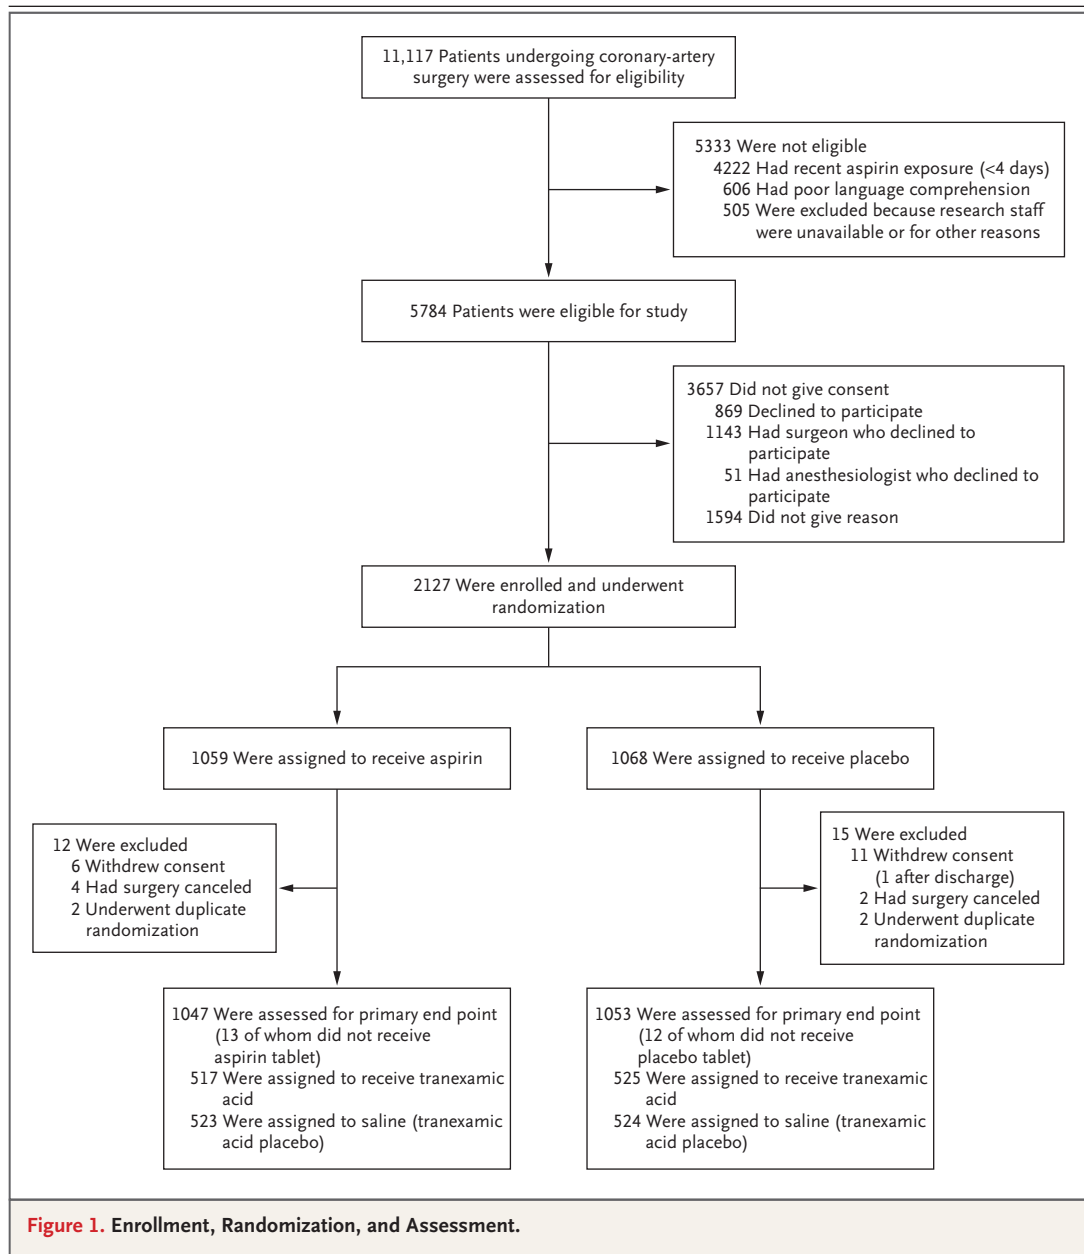 11,117 Patients undergoing coronary-artery
surgery were assessed for eligibility
5333 Were not eligible
4222 Had recent aspirin exposure (<4 days)
606 Had poor language comprehension
505 Were excluded because research staff
were unavailable or for other reasons
5784 Patients were eligible for study
3657 Did not give consent
869 Declined to participate
1143 Had surgeon who declined to
participate
51 Had anesthesiologist who declined to
participate
1594 Did not give reason
2127 Were enrolled and underwent
randomization
1059 Were assigned to receive aspirin
1068 Were assigned to receive placebo
12 Were excluded
6 Withdrew consent
4 Had surgery canceled
2 Underwent duplicate
randomization
15 Were excluded
11 Withdrew consent
(1 after discharge)
2 Had surgery canceled
2 Underwent duplicate
randomization
1047 Were assessed for primary end point
(13 of whom did not receive
aspirin tablet)
517 Were assigned to receive tranexamic
acid
523 Were assigned to saline (tranexamic
acid placebo)
1053 Were assessed for primary end point
(12 of whom did not receive
placebo tablet)
525 Were assigned to receive tranexamic
acid
524 Were assigned to saline (tranexamic
acid placebo)
Figure 1. Enrollment, Randomization, and Assessment.